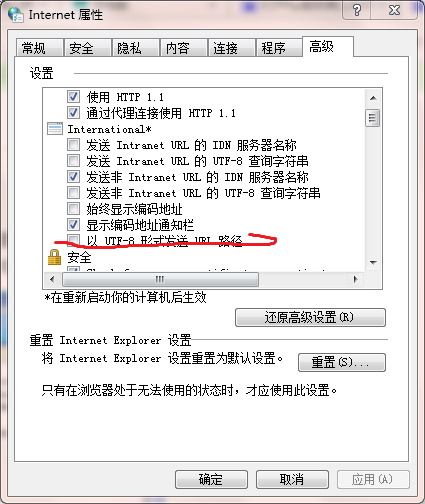 Internet 属性
常规 安全 隐私 内容 连接 程序 高级
设置
使用 HTTP 1.1
通过代理连接使用 HTTP 1.1
International*
发送 Intranet URL 的 IDN 服务器名称
发送 Intranet URL 的 UTF-8 查询字符串
发送非 Intranet URL 的 IDN 服务器名称
发送非 Intranet URL 的 UTF-8 查询字符串
始终显示编码地址
显示编码地址通知栏
以 UTF-8 形式发送 URL 路径
安全
*在重新启动你的计算机后生效
还原高级设置(R)
重置 Internet Explorer 设置
将 Internet Explorer 设置重置为默认设置。
重置(S)...
只有在浏览器处于无法使用的状态时，才应使用此设置。
确定 取消 应用(A)